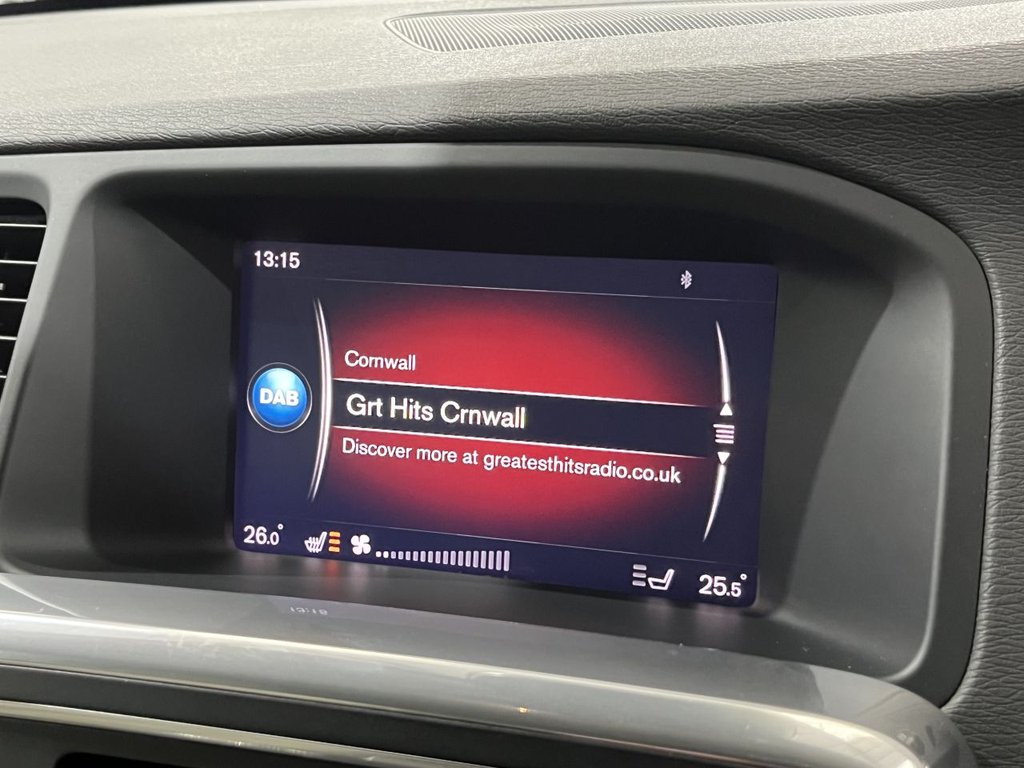 13:15
Cornwall
DAB
Grt Hits Crnwall
Discover more at greatesthitsradio.co.uk
26.0°
25.5°